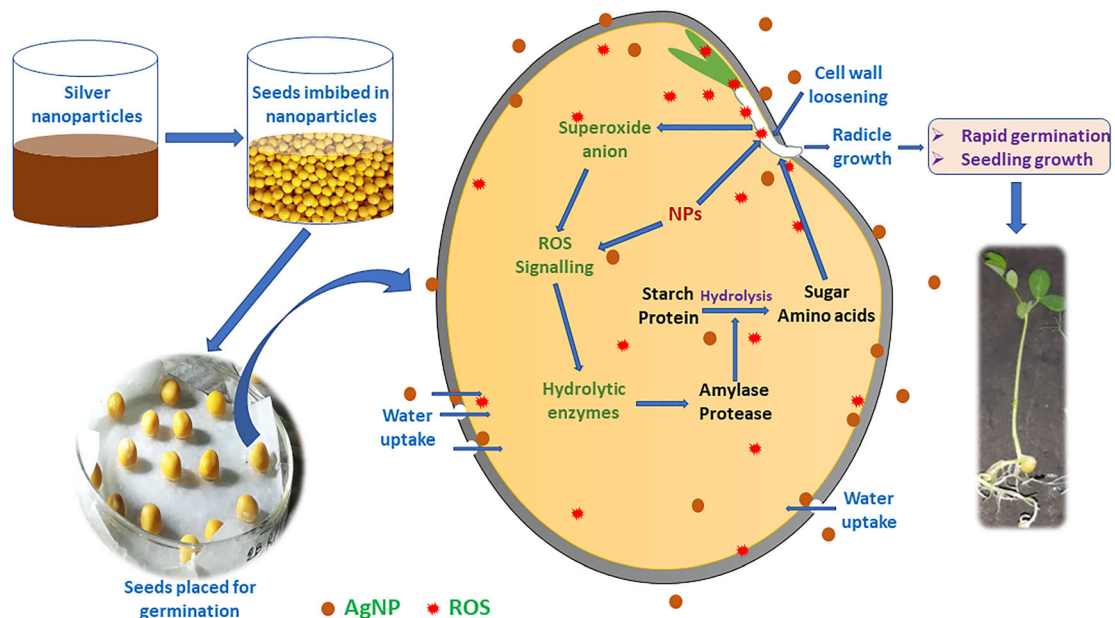 Silver
nanoparticles
Seeds imbibed in
nanoparticles
Cell wall
loosening
Superoxide
anion
Radicle
growth
Rapid germination
Seedling growth
NPs
ROS
Signalling
Starch
Protein
Hydrolysis
Sugar
Amino acids
Hydrolytic
enzymes
Amylase
Protease
Water
uptake
Water
uptake
Seeds placed for
germination
AgNP
ROS